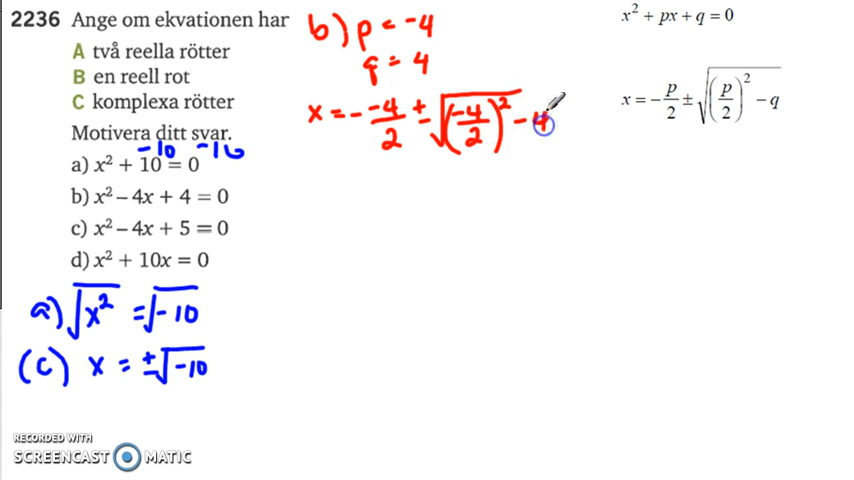 2236 Ange om ekvationen har
A två reella rötter
B en reell rot
C komplexa rötter
Motivera ditt svar.
-10 -10
a) x² + 10 = 0
b) x² – 4x + 4 = 0
c) x² – 4x + 5 = 0
d) x² + 10x = 0
a) √x² = √-10
(C) x = ±√-10
b) p = -4
q = 4
x = - -4/2 ± √(-4/2)² - 4
x² + px + q = 0
x = -p/2 ± √(p/2)² - q
RECORDED WITH
SCREENCAST MATIC